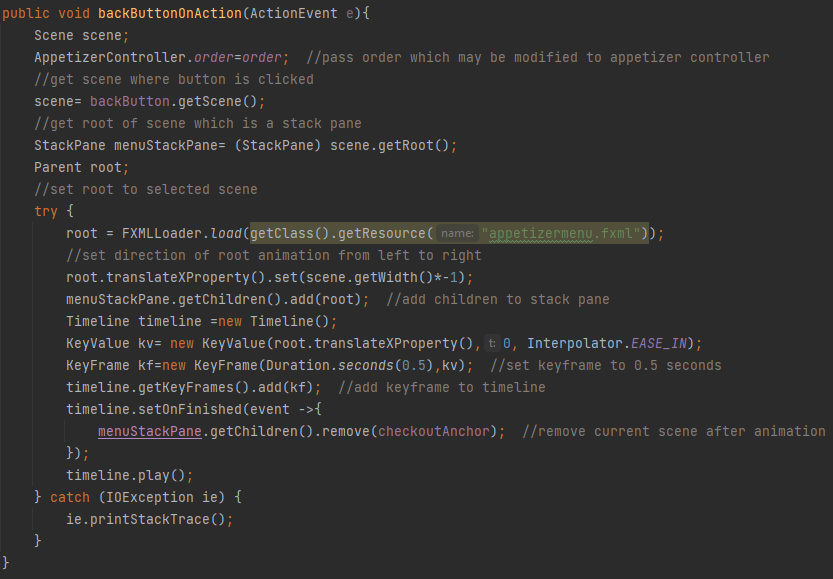 public void backButtonOnAction(ActionEvent e){
    Scene scene;
    AppetizerController.order=order;  //pass order which may be modified to appetizer controller
    //get scene where button is clicked
    scene= backButton.getScene();
    //get root of scene which is a stack pane
    StackPane menuStackPane= (StackPane) scene.getRoot();
    Parent root;
    //set root to selected scene
    try {
        root = FXMLLoader.load(getClass().getResource( name: "appetizermenu.fxml"));
        //set direction of root animation from left to right
        root.translateXProperty().set(scene.getWidth()*-1);
        menuStackPane.getChildren().add(root);  //add children to stack pane
        Timeline timeline =new Timeline();
        KeyValue kv= new KeyValue(root.translateXProperty(), t: 0, Interpolator.EASE_IN);
        KeyFrame kf=new KeyFrame(Duration.seconds(0.5),kv);  //set keyframe to 0.5 seconds
        timeline.getKeyFrames().add(kf);  //add keyframe to timeline
        timeline.setOnFinished(event ->{
            menuStackPane.getChildren().remove(checkoutAnchor);  //remove current scene after animation
        });
        timeline.play();
    } catch (IOException ie) {
        ie.printStackTrace();
    }
}